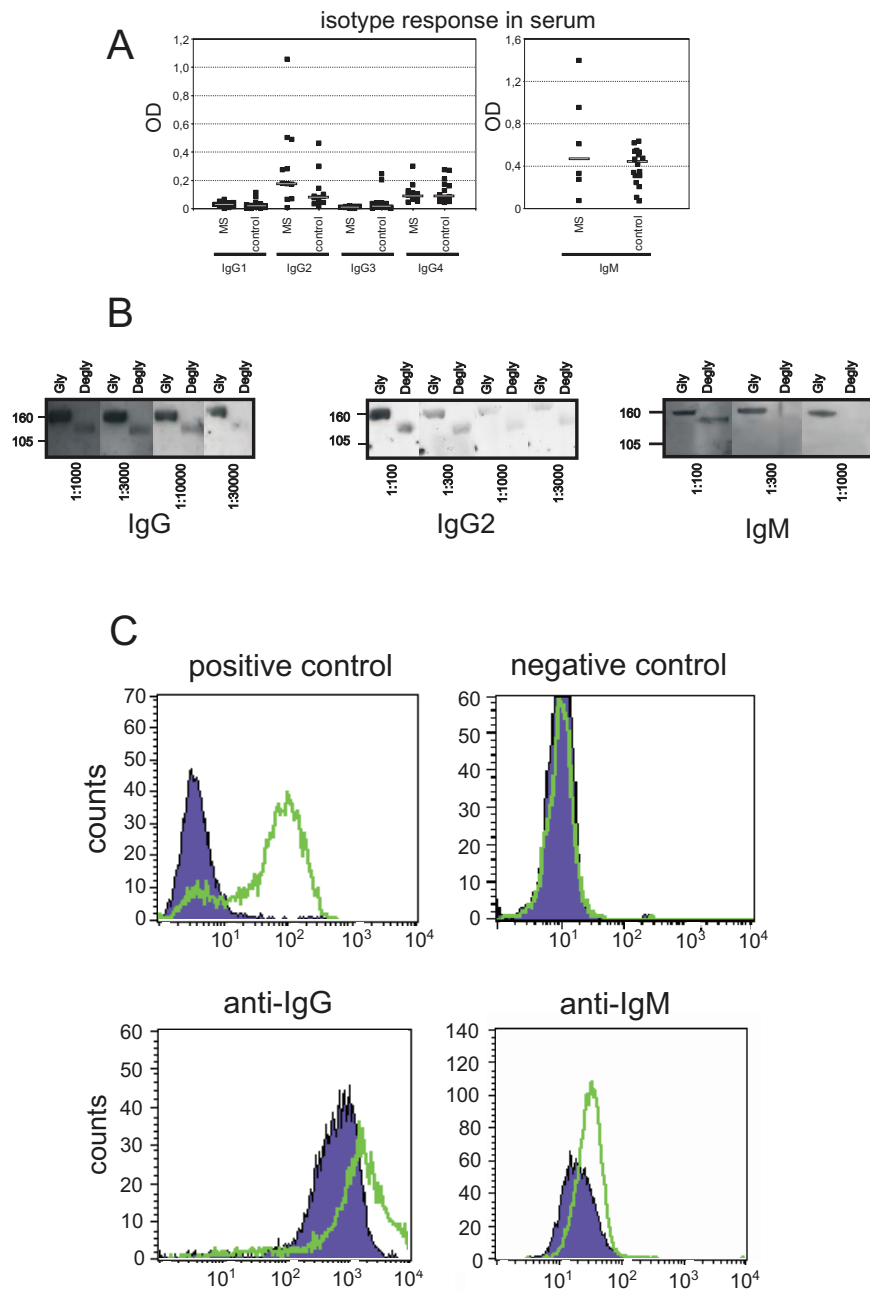 isotype response in serum
A
OD
1,2
1,0
0,8
0,6
0,4
0,2
0
MS
control
MS
control
MS
control
MS
control
IgG1
IgG2
IgG3
IgG4
OD
1,6
1,2
0,8
0,4
0
MS
control
IgM
B
Gly Degly Gly Degly Gly Degly Gly Degly
160
105
1:1000 1:3000 1:10000 1:30000
IgG
Gly Degly Gly Degly Gly Degly Gly Degly
160
105
1:100 1:300 1:1000 1:3000
IgG2
Gly Degly Gly Degly Gly Degly
160
105
1:100 1:300 1:1000
IgM
C
positive control
counts
70
60
50
40
30
20
10
0
10¹ 10² 10³ 10⁴
negative control
60
50
40
30
20
10
0
10¹ 10² 10³ 10⁴
anti-IgG
counts
60
50
40
30
20
10
0
10¹ 10² 10³ 10⁴
anti-IgM
140
120
100
80
60
40
20
0
10¹ 10² 10³ 10⁴